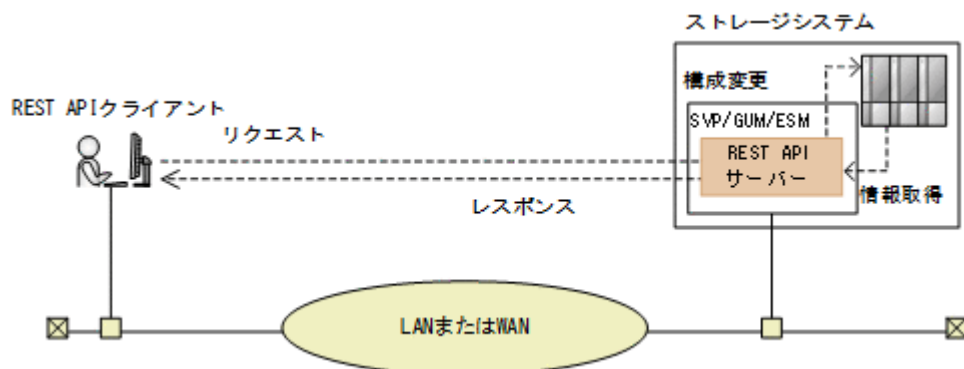 ストレージシステム
構成変更
REST APIクライアント
リクエスト
SVP/GUM/ESM
REST API
サーバー
情報取得
レスポンス
LANまたはWAN